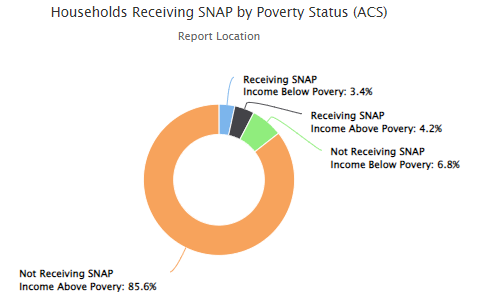 Households Receiving SNAP by Poverty Status (ACS)
Report Location
Receiving SNAP
Income Below Povery: 3.4%
Receiving SNAP
Income Above Povery: 4.2%
Not Receiving SNAP
Income Below Povery: 6.8%
Not Receiving SNAP
Income Above Povery: 85.6%